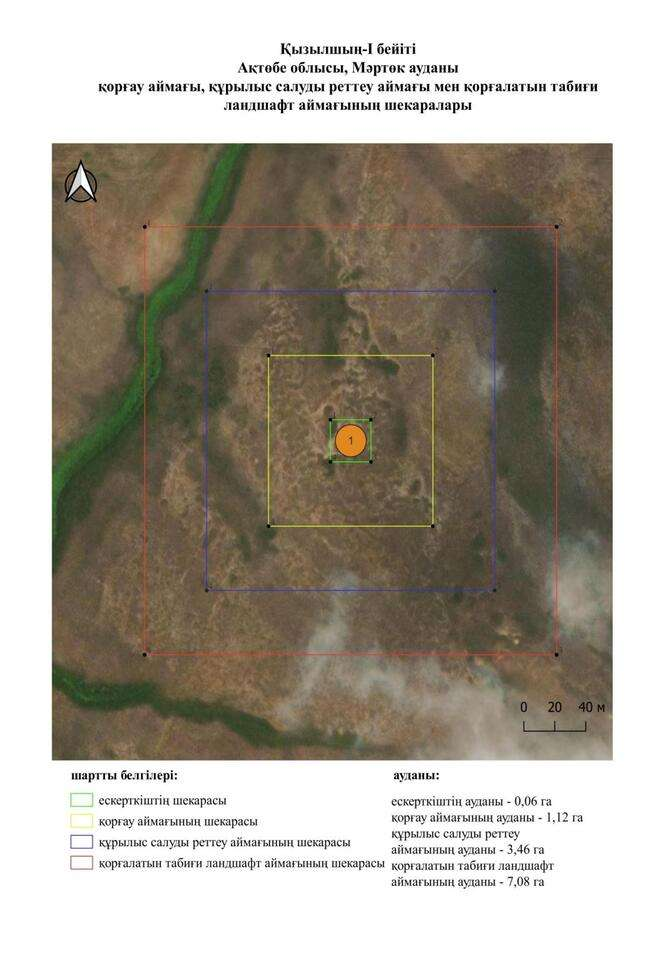 Қызылшың-I бейіті
Ақтөбе облысы, Мәртөк ауданы
қорғау аймағы, құрылыс салуды реттеу аймағы мен қорғалатын табиғи
ландшафт аймағының шекаралары
1
0 20 40 м
шартты белгілері:
ескерткіштің шекарасы
қорғау аймағының шекарасы
құрылыс салуды реттеу аймағының шекарасы
қорғалатын табиғи ландшафт аймағының шекарасы
ауданы:
ескерткіштің ауданы - 0,06 га
қорғау аймағының ауданы - 1,12 га
құрылыс салуды реттеу
аймағының ауданы - 3,46 га
қорғалатын табиғи ландшафт
аймағының ауданы - 7,08 га